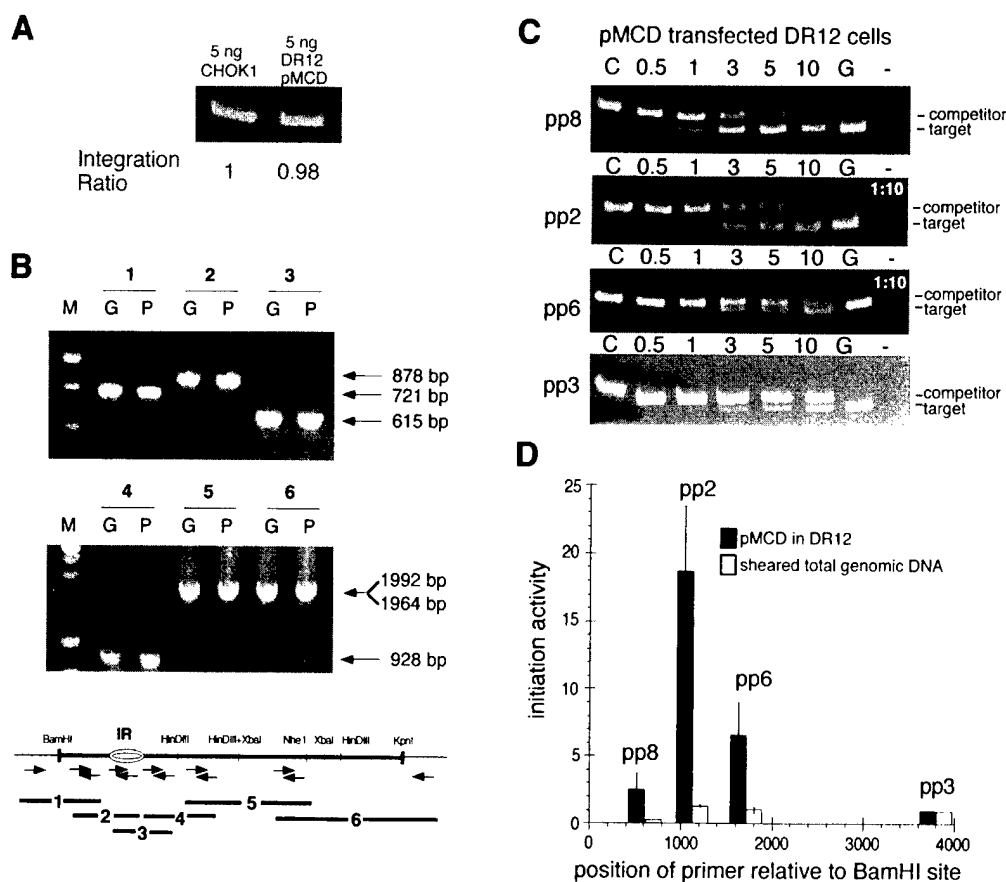 A
5 ng
CHOK1
5 ng
DR12
pMCD
Integration
Ratio
1 0.98
B
1 2 3
M G P G P G P
878 bp
721 bp
615 bp
4 5 6
M G P G P G P
1992 bp
1964 bp
928 bp
BamHI IR HinDIII HinDIII+XbaI Nhe1 XbaI HinDIII Kpn1
1
2
3
4
5
6
C
pMCD transfected DR12 cells
C 0.5 1 3 5 10 G -
pp8
competitor
target
C 0.5 1 3 5 10 G -
1:10
pp2
competitor
target
C 0.5 1 3 5 10 G -
1:10
pp6
competitor
target
C 0.5 1 3 5 10 G -
pp3
competitor
target
D
25
20
15
10
5
0
initiation activity
pp8
pp2
pp6
pp3
pMCD in DR12
sheared total genomic DNA
0 1000 2000 3000 4000
position of primer relative to BamHI site